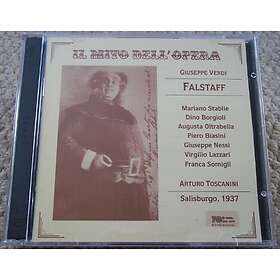 IL MITO DELL'OPERA
GIUSEPPE VERDI
FALSTAFF
Mariano Stabile
Dino Borgioli
Augusta Oltrabella
Piero Biasini
Giuseppe Nessi
Virgilio Lazzari
Franca Somigli
ARTURO TOSCANINI
Salisburgo, 1937